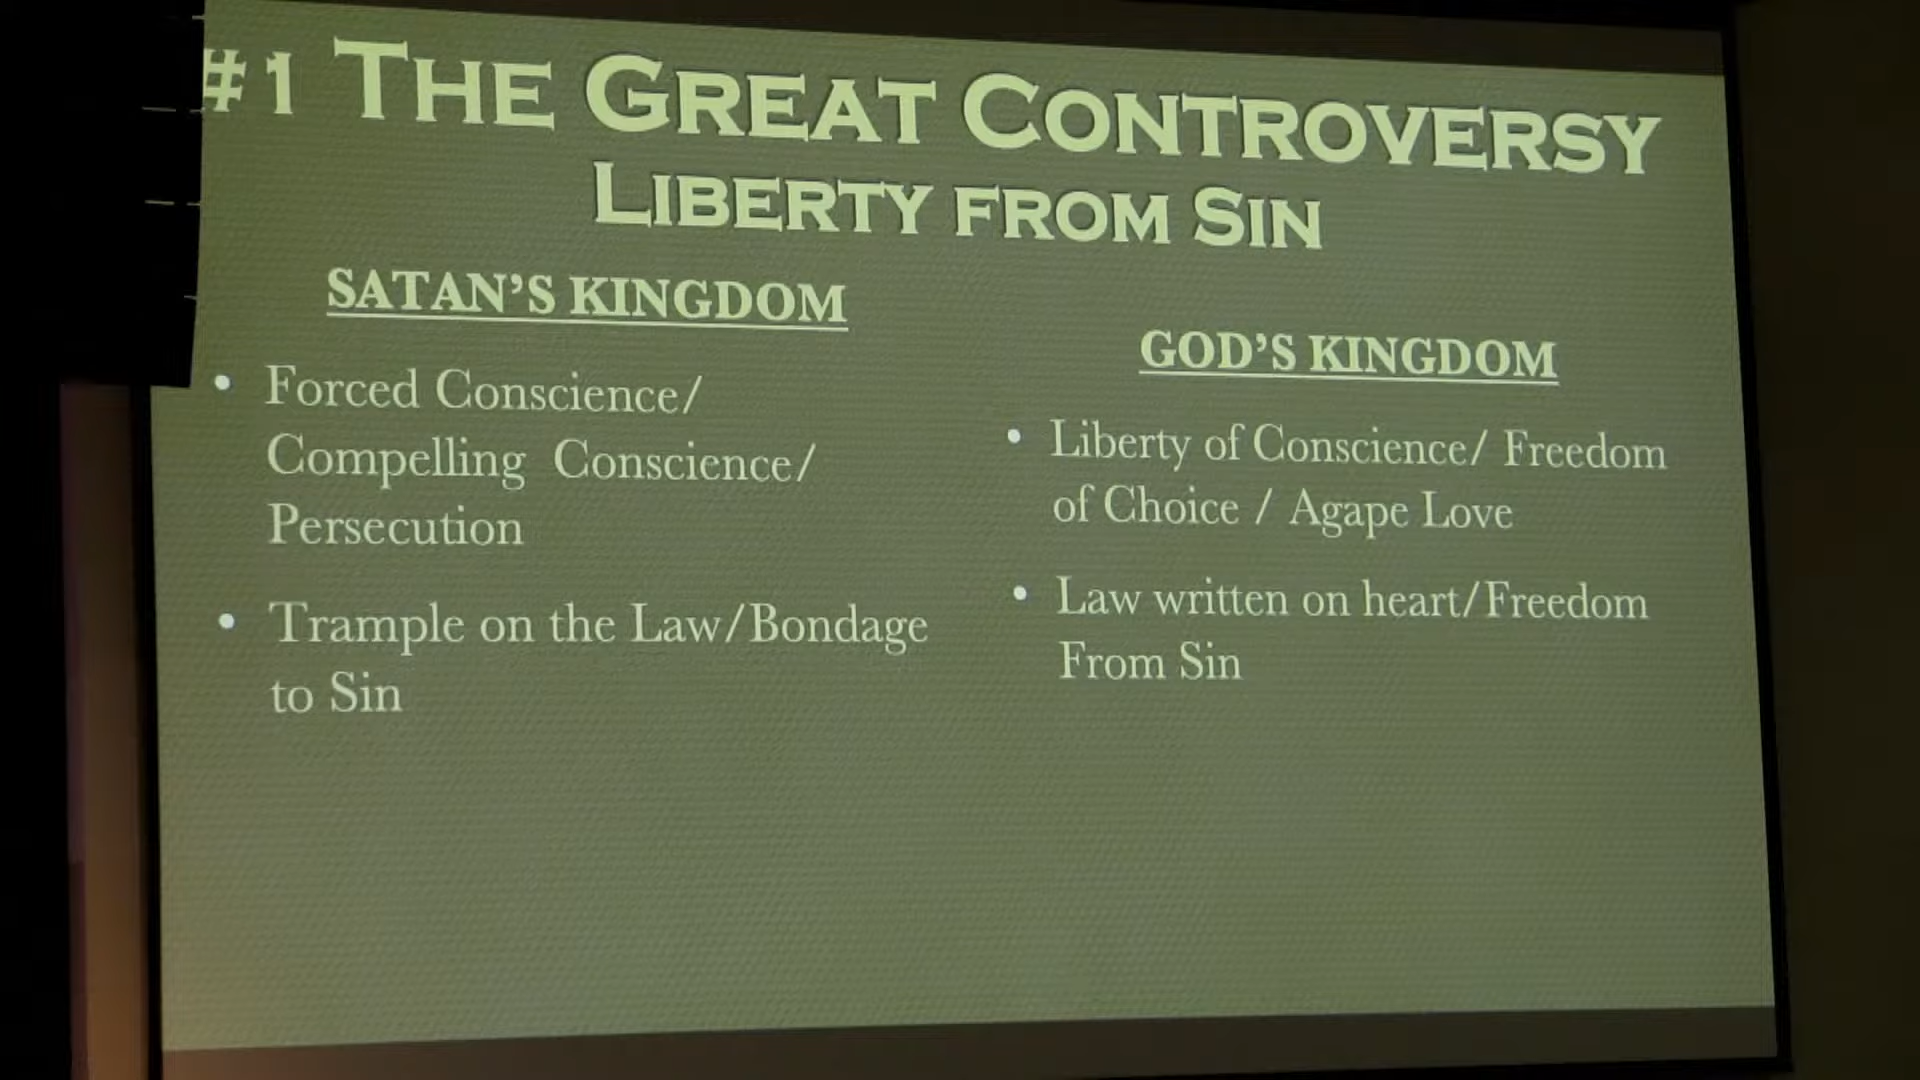 #1 THE GREAT CONTROVERSY
LIBERTY FROM SIN
SATAN'S KINGDOM
• Forced Conscience/
Compelling Conscience/
Persecution
• Trample on the Law/Bondage
to Sin
GOD'S KINGDOM
• Liberty of Conscience/ Freedom
of Choice / Agape Love
• Law written on heart/Freedom
From Sin